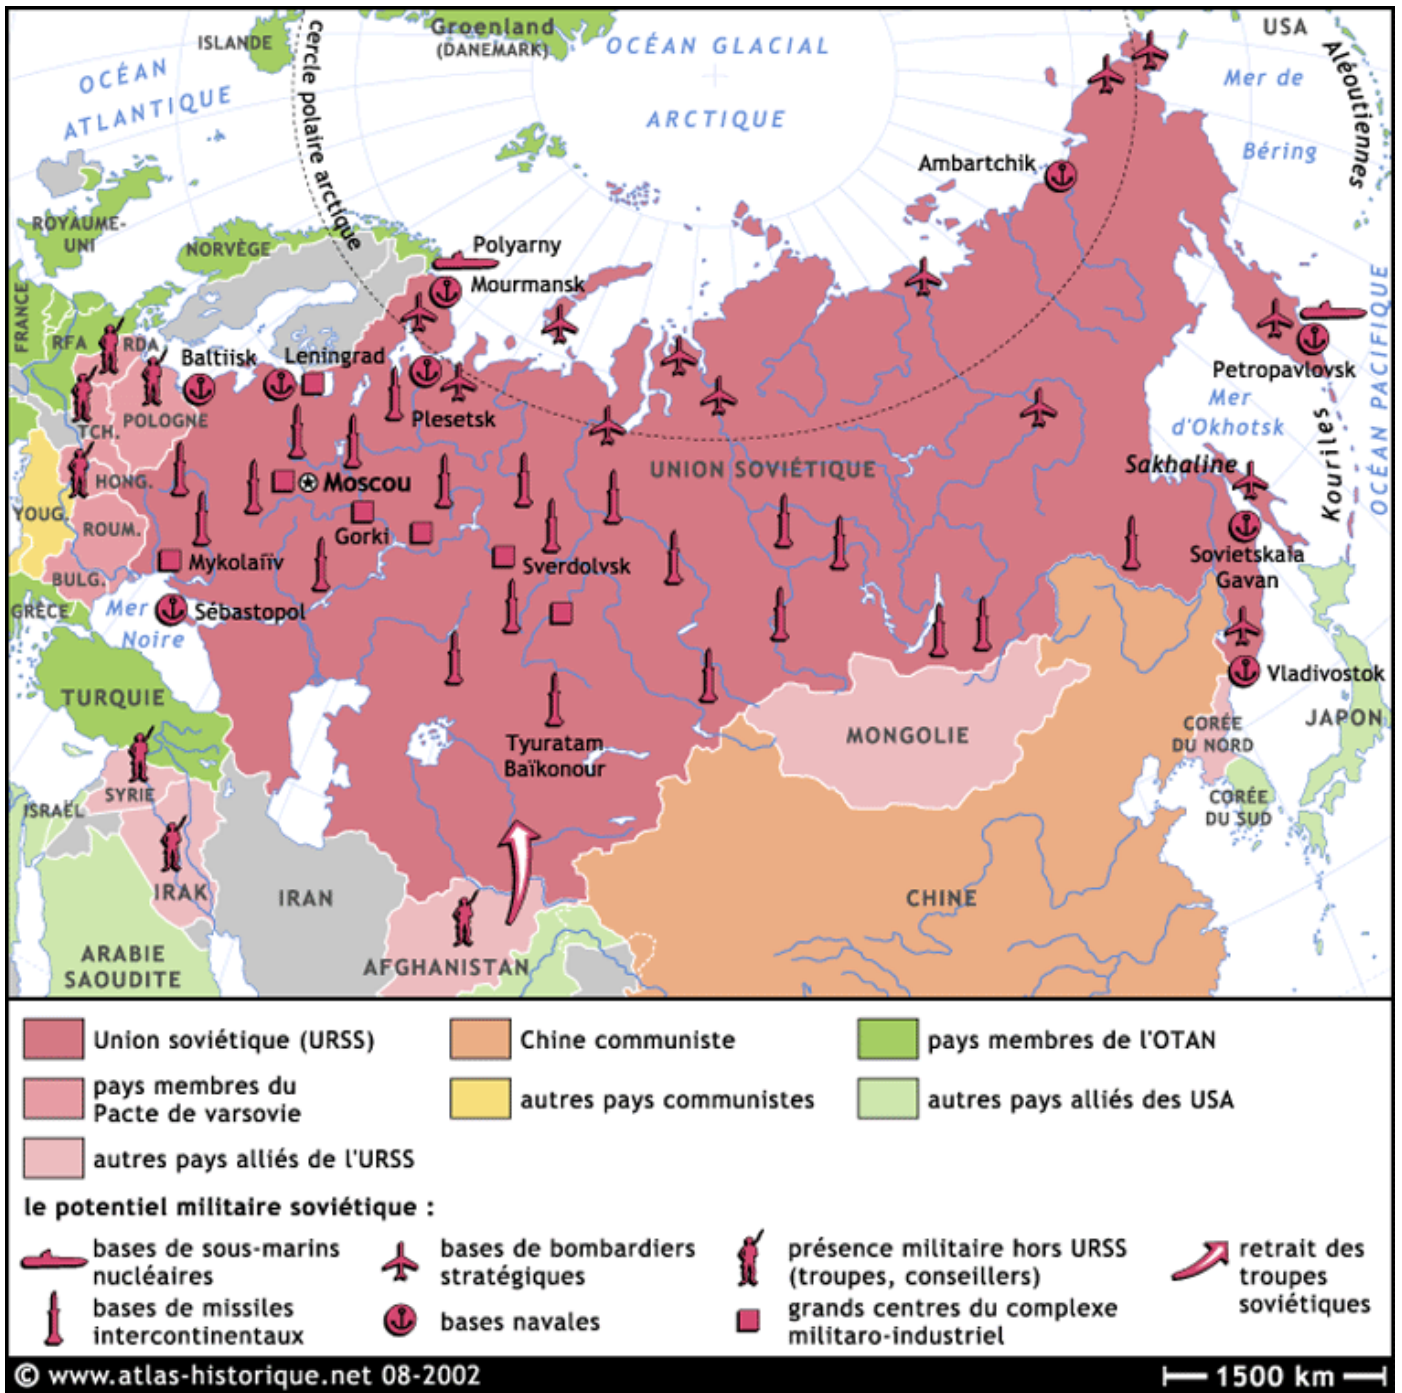 Groenland
(DANEMARK)
ISLANDE
OCÉAN GLACIAL
ARCTIQUE
USA
Aléoutiennes
Mer de
Béring
OCÉAN
ATLANTIQUE
Cercle polaire arctique
Ambartchik
ROYAUME-
UNI
NORVÈGE
Polyarny
Mourmansk
FRANCE
RFA
RDA
Baltiisk
Leningrad
Plesetsk
Petropavlovsk
OCÉAN PACIFIQUE
Mer
d'Okhotsk
Kouriles
POLOGNE
TCH.
HONG.
YOUG.
ROUM.
BULG.
GRÈCE
Moscou
Gorki
UNION SOVIÉTIQUE
Sakhaline
Mykolaïïv
Sverdolvsk
Sovietskaia
Gavan
Mer
Noire
Sébastopol
Vladivostok
TURQUIE
Tyuratam
Baïkonour
MONGOLIE
CORÉE
DU NORD
JAPON
SYRIE
ISRAËL
CORÉE
DU SUD
IRAK
IRAN
CHINE
ARABIE
SAOUDITE
AFGHANISTAN
Union soviétique (URSS)
Chine communiste
pays membres de l'OTAN
pays membres du
Pacte de varsovie
autres pays communistes
autres pays alliés des USA
autres pays alliés de l'URSS
le potentiel militaire soviétique :
bases de sous-marins
nucléaires
bases de bombardiers
stratégiques
présence militaire hors URSS
(troupes, conseillers)
retrait des
troupes
soviétiques
bases de missiles
intercontinentaux
bases navales
grands centres du complexe
militaro-industriel
© www.atlas-historique.net 08-2002
1500 km